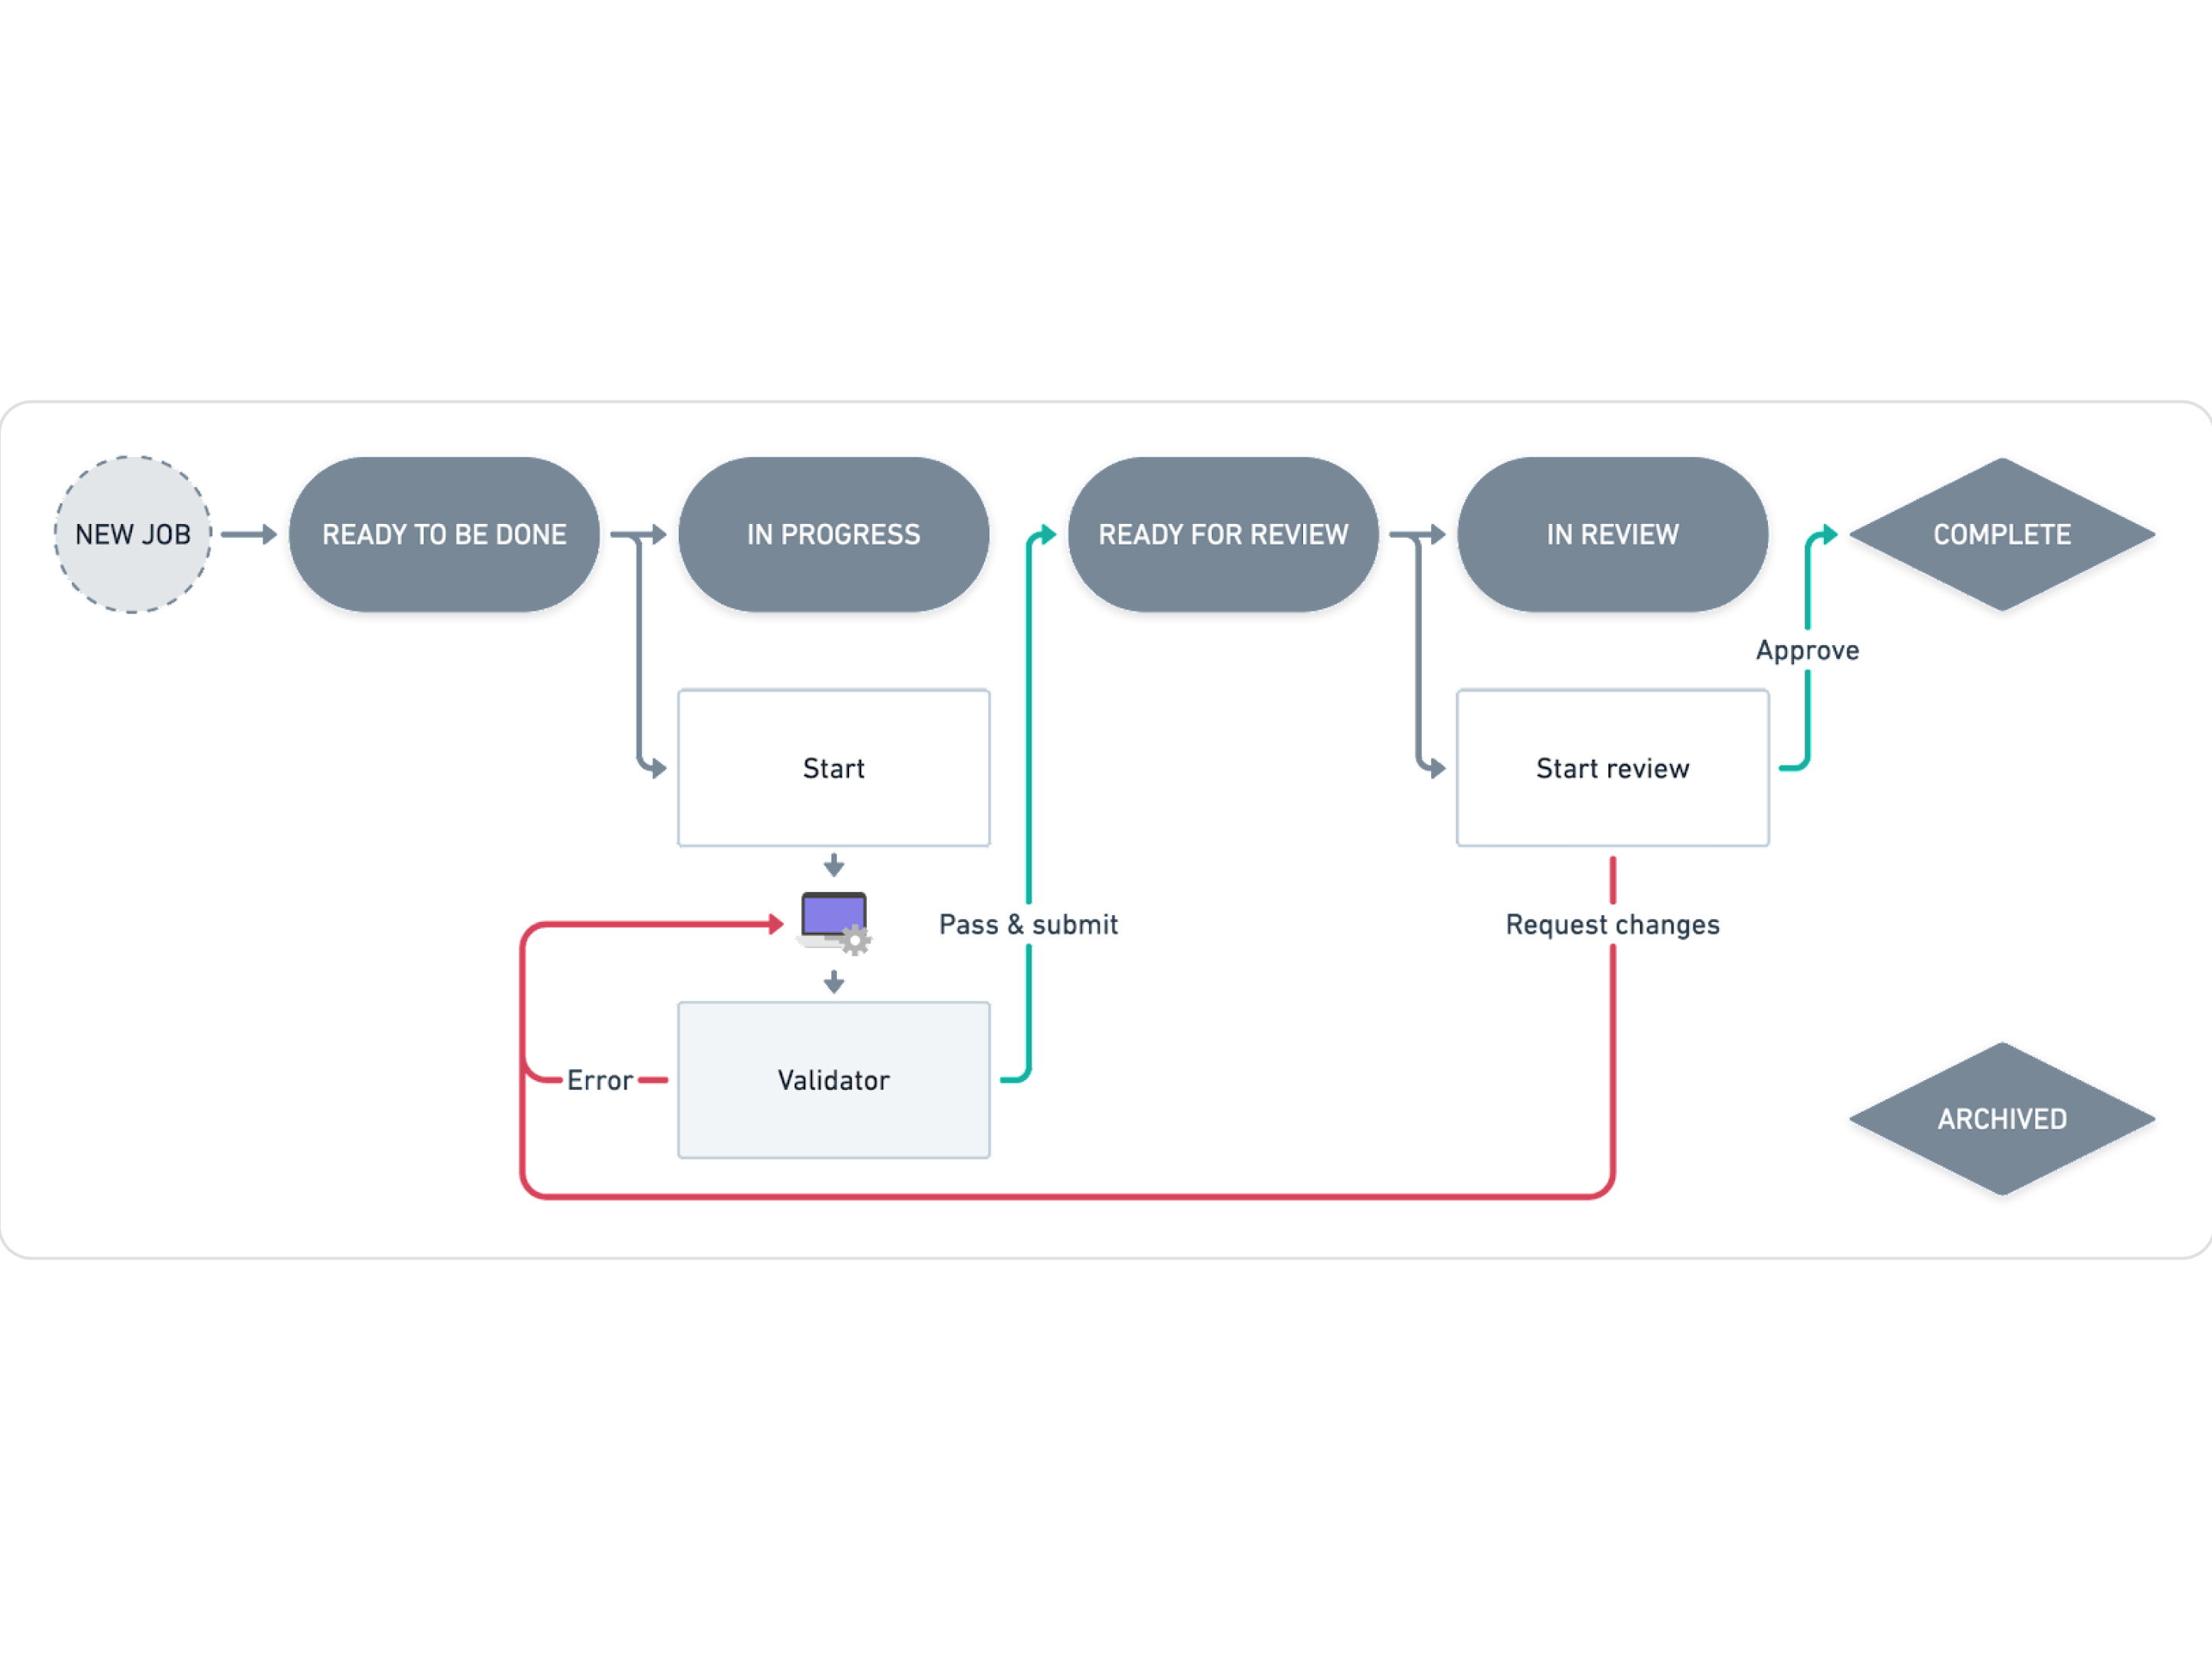 NEW JOB
READY TO BE DONE
IN PROGRESS
READY FOR REVIEW
IN REVIEW
COMPLETE
Approve
Start
Start review
Pass & submit
Request changes
Error
Validator
ARCHIVED